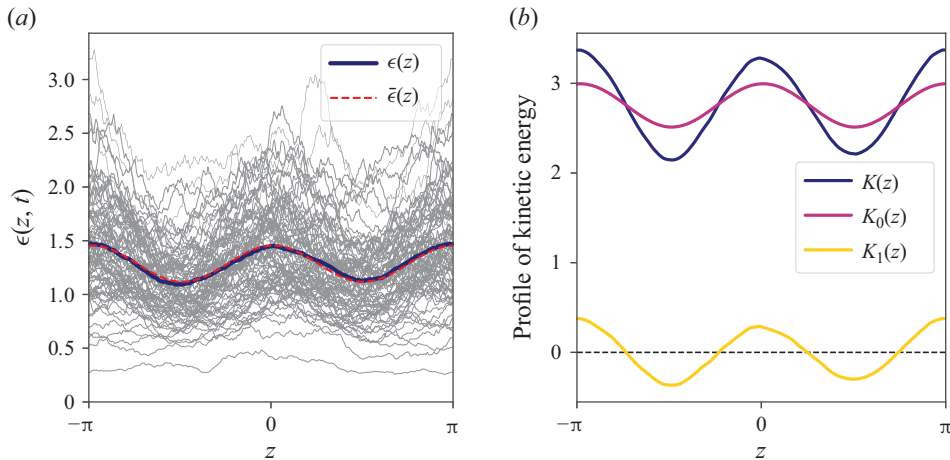 (a)
ϵ(z, t)
3.0
2.5
2.0
1.5
1.0
0.5
0
−π
0
π
z
ϵ(z)
ϵ̄(z)
(b)
Profile of kinetic energy
3
2
1
0
−π
0
π
z
K(z)
K₀(z)
K₁(z)